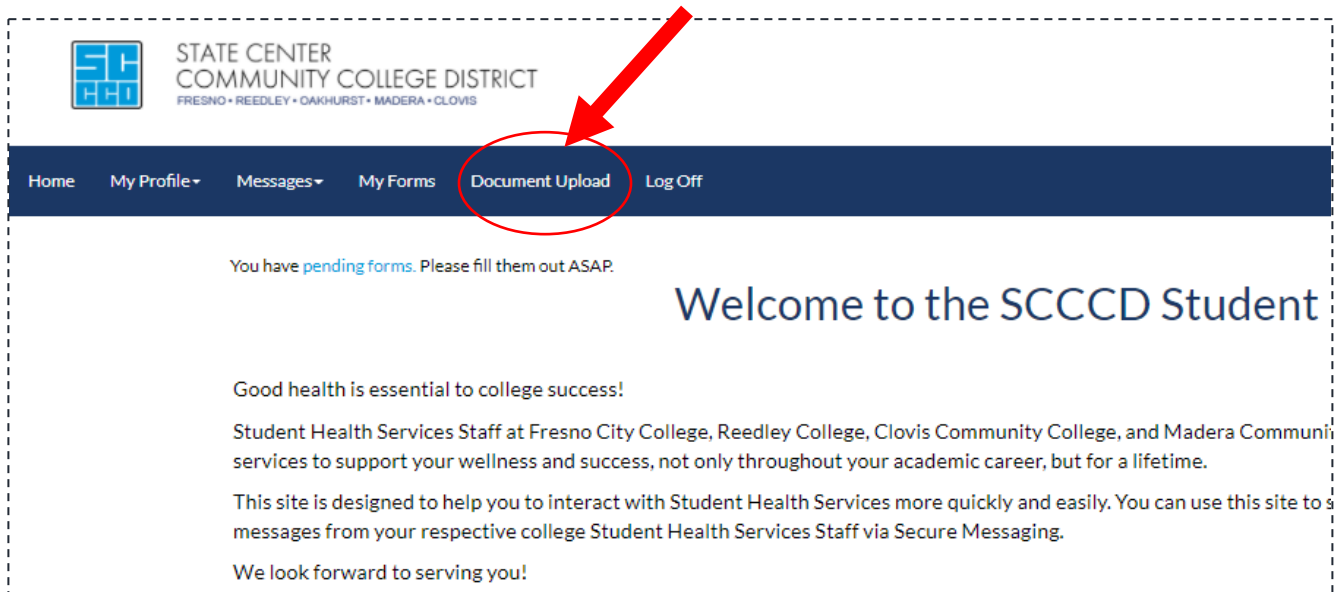 SC
CCD
STATE CENTER
COMMUNITY COLLEGE DISTRICT
FRESNO • REEDLEY • OAKHURST • MADERA • CLOVIS
Home My Profile Messages My Forms Document Upload Log Off
You have pending forms. Please fill them out ASAP.
Welcome to the SCCCD Student
Good health is essential to college success!
Student Health Services Staff at Fresno City College, Reedley College, Clovis Community College, and Madera Communi
services to support your wellness and success, not only throughout your academic career, but for a lifetime.
This site is designed to help you to interact with Student Health Services more quickly and easily. You can use this site to s
messages from your respective college Student Health Services Staff via Secure Messaging.
We look forward to serving you!